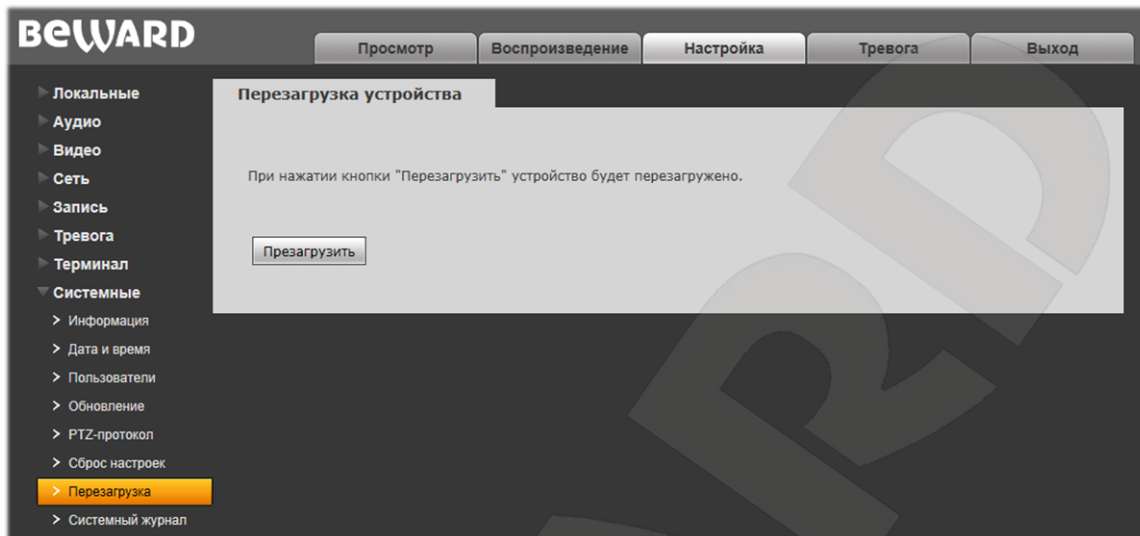 BEWARD
Просмотр Воспроизведение Настройка Тревога Выход
Локальные
Аудио
Видео
Сеть
Запись
Тревога
Терминал
Системные
> Информация
> Дата и время
> Пользователи
> Обновление
> PTZ-протокол
> Сброс настроек
> Перезагрузка
> Системный журнал
Перезагрузка устройства
При нажатии кнопки "Перезагрузить" устройство будет перезагружено.
Презагрузить